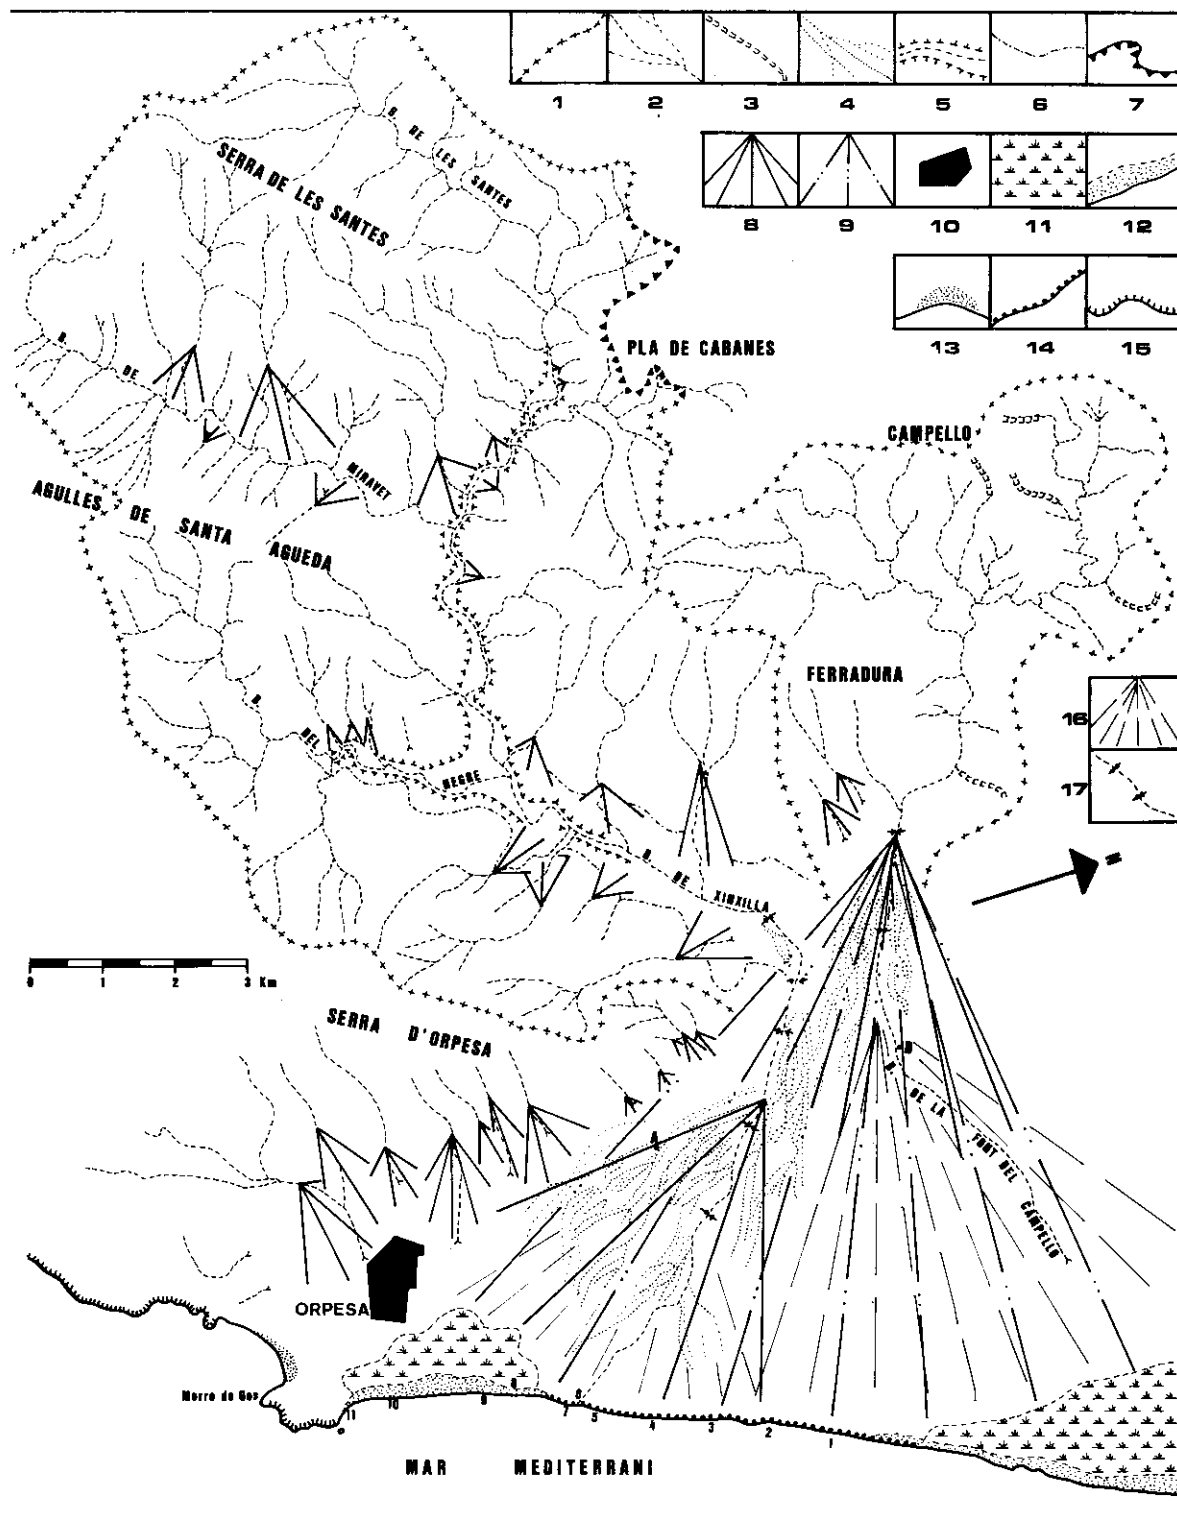 1 2 3 4 5 6 7
8 9 10 11 12
13 14 15
16
17
B. DE LES SANTES
SERRA DE LES SANTES
PLA DE CABANES
B. DE MIRAVET
CAMPELLO
AGULLES DE SANTA AGUEDA
FERRADURA
B. DEL NEGRE
B. DE XINXILLA
N
0 1 2 3 Km
SERRA D'ORPESA
A
B
B. DE LA FONT DEL CAMPELLO
ORPESA
Morro de Gos
11 10 9 8 7 6 5 4 3 2 1
MAR MEDITERRANI